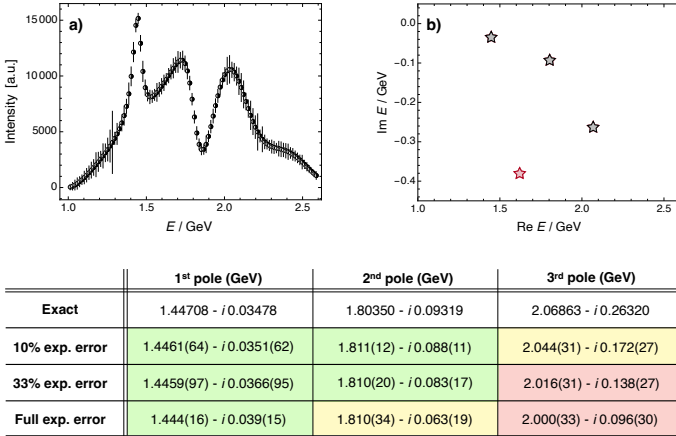 a)
15000
10000
5000
0
Intensity [a.u.]
1.0 1.5 2.0 2.5
E / GeV
b)
0.0
−0.1
−0.2
−0.3
−0.4
Im E / GeV
1.0 1.5 2.0 2.5
Re E / GeV
1st pole (GeV) 2nd pole (GeV) 3rd pole (GeV)
Exact 1.44708 - i 0.03478 1.80350 - i 0.09319 2.06863 - i 0.26320
10% exp. error 1.4461(64) - i 0.0351(62) 1.811(12) - i 0.088(11) 2.044(31) - i 0.172(27)
33% exp. error 1.4459(97) - i 0.0366(95) 1.810(20) - i 0.083(17) 2.016(31) - i 0.138(27)
Full exp. error 1.444(16) - i 0.039(15) 1.810(34) - i 0.063(19) 2.000(33) - i 0.096(30)